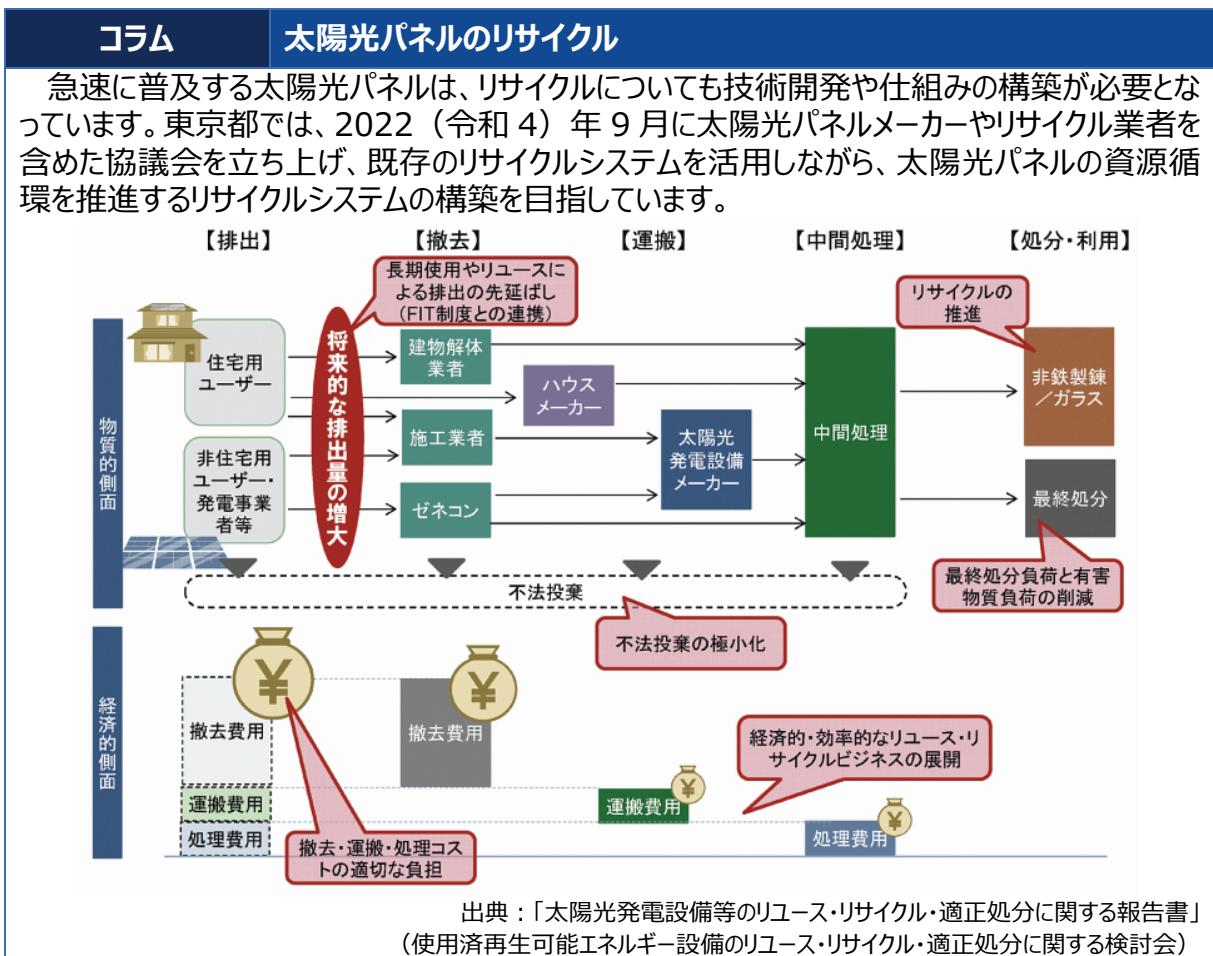 コラム
太陽光パネルのリサイクル
急速に普及する太陽光パネルは、リサイクルについても技術開発や仕組みの構築が必要とな
っています。東京都では、2022（令和 4）年 9 月に太陽光パネルメーカーやリサイクル業者を
含めた協議会を立ち上げ、既存のリサイクルシステムを活用しながら、太陽光パネルの資源循
環を推進するリサイクルシステムの構築を目指しています。
【排出】
【撤去】
【運搬】
【中間処理】
【処分・利用】
長期使用やリユースに
よる排出の先延ばし
（FIT制度との連携）
リサイクルの
推進
物質的側面
住宅用
ユーザー
非住宅用
ユーザー・
発電事業
者等
将来的な排出量の増大
建物解体
業者
施工業者
ゼネコン
ハウス
メーカー
太陽光
発電設備
メーカー
中間処理
非鉄製錬
／ガラス
最終処分
不法投棄
最終処分負荷と有害
物質負荷の削減
不法投棄の極小化
経済的側面
¥
撤去費用
運搬費用
処理費用
¥
撤去費用
経済的・効率的なリユース・リ
サイクルビジネスの展開
¥
運搬費用
¥
処理費用
撤去・運搬・処理コス
トの適切な負担
出典：「太陽光発電設備等のリユース・リサイクル・適正処分に関する報告書」
（使用済再生可能エネルギー設備のリユース・リサイクル・適正処分に関する検討会）